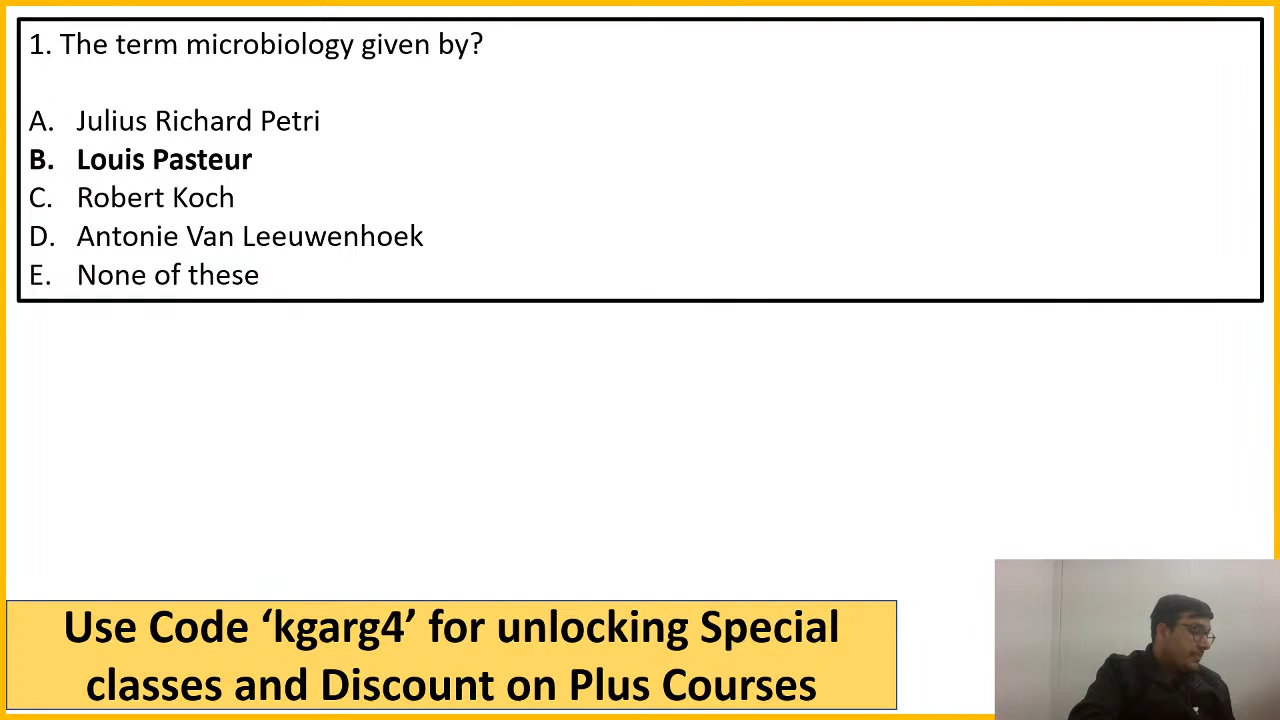 1. The term microbiology given by?
A. Julius Richard Petri
B. Louis Pasteur
C. Robert Koch
D. Antonie Van Leeuwenhoek
E. None of these
Use Code ‘kgarg4’ for unlocking Special
classes and Discount on Plus Courses